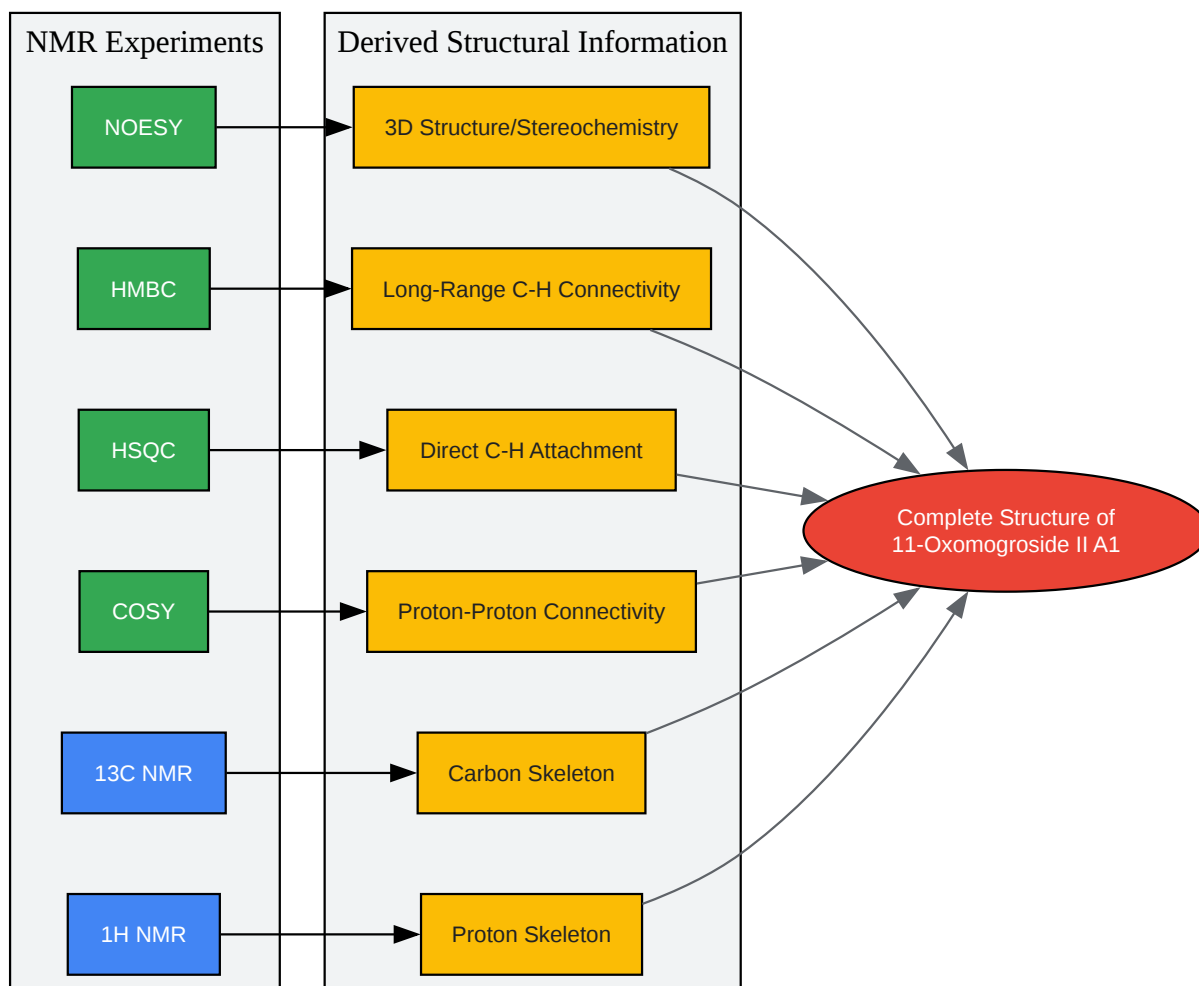 NMR Experiments
Derived Structural Information
NOESY
3D Structure/Stereochemistry
HMBC
Long-Range C-H Connectivity
HSQC
Direct C-H Attachment
Complete Structure of
11-Oxomogroside II A1
COSY
Proton-Proton Connectivity
13C NMR
Carbon Skeleton
1H NMR
Proton Skeleton